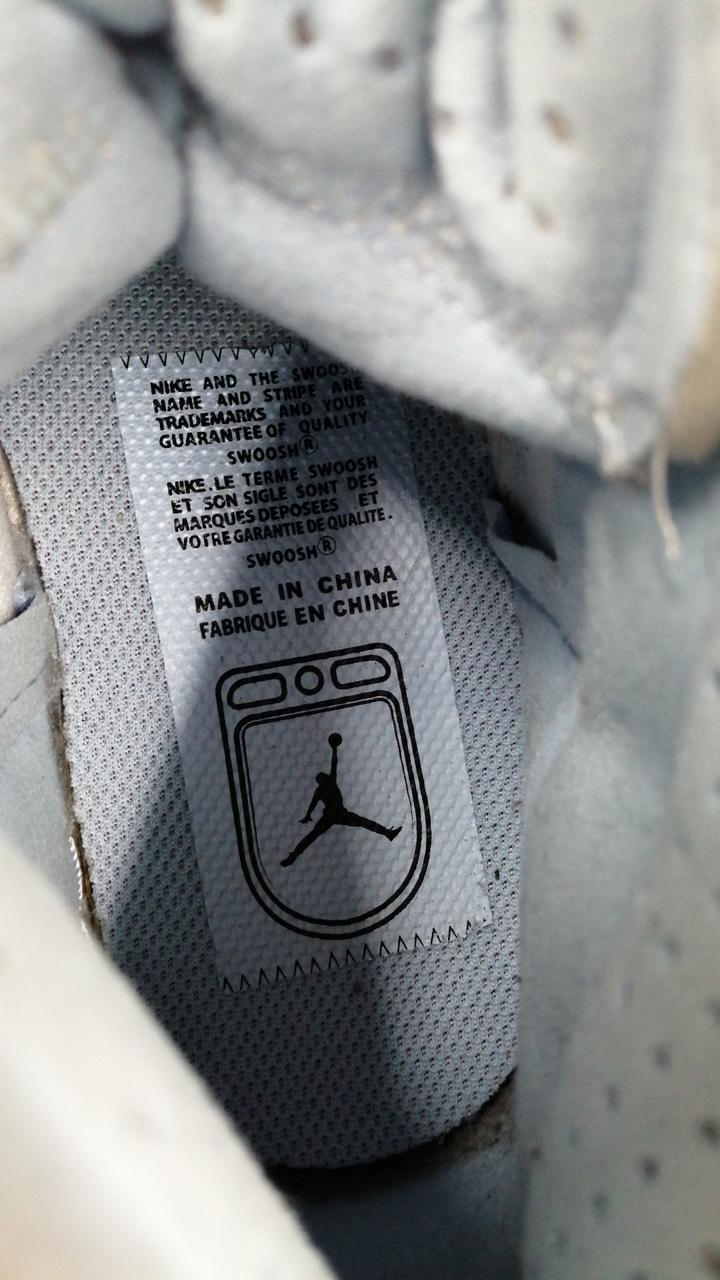 NIKE AND THE SWOOS
NAME AND STRIPE ARE
TRADEMARKS AND YOUR
GUARANTEE OF QUALITY
SWOOSH®
NIKE.LE TERME SWOOSH
ET SON SIGLE SONT DES
MARQUES DEPOSEES ET
VOTRE GARANTIE DE QUALITE.
SWOOSH®
MADE IN CHINA
FABRIQUE EN CHINE